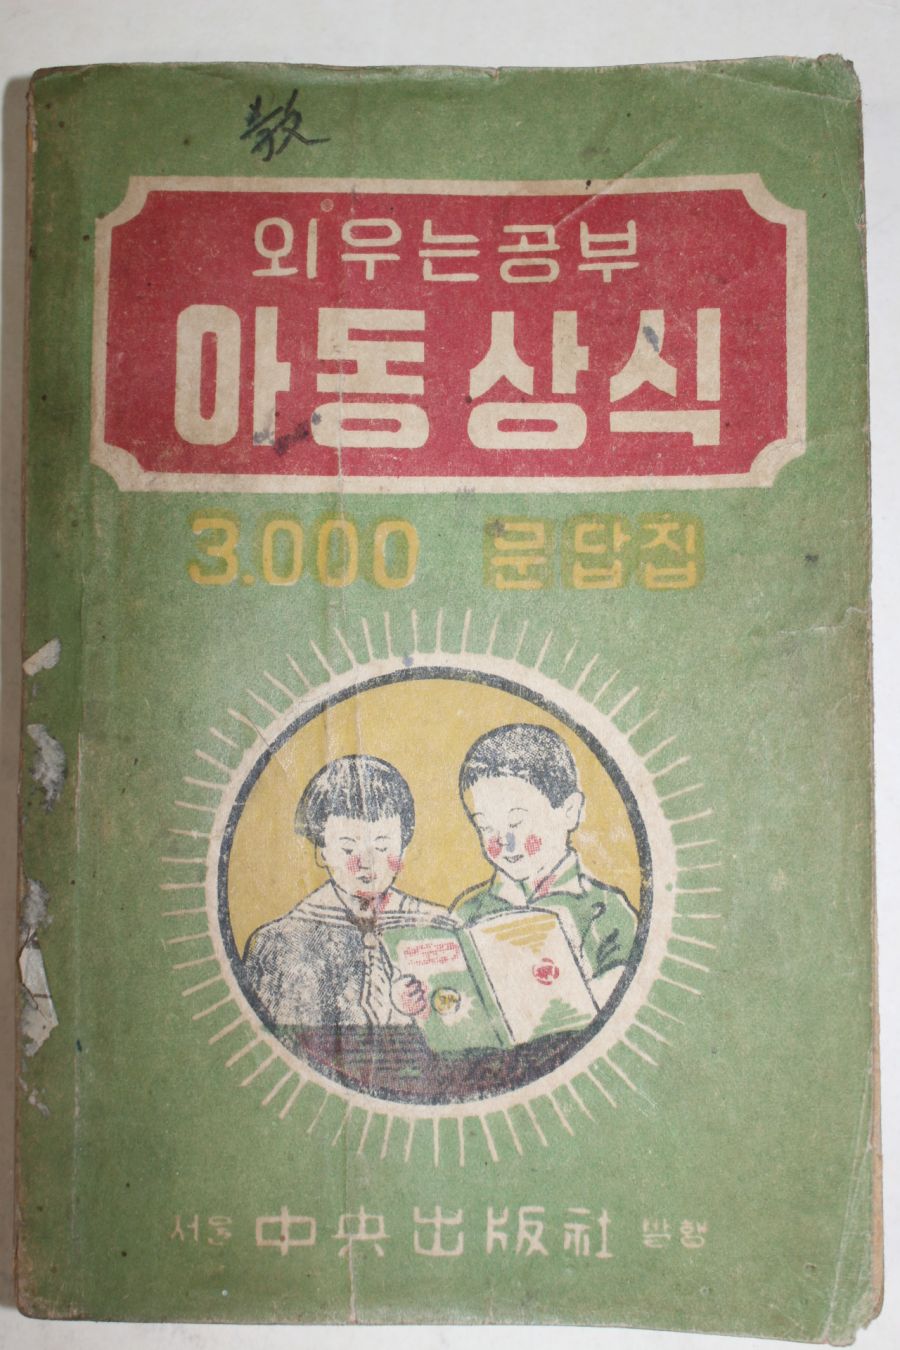 敎
외우는공부
아동상식
3.000 문답집
서울 中央出版社 발행